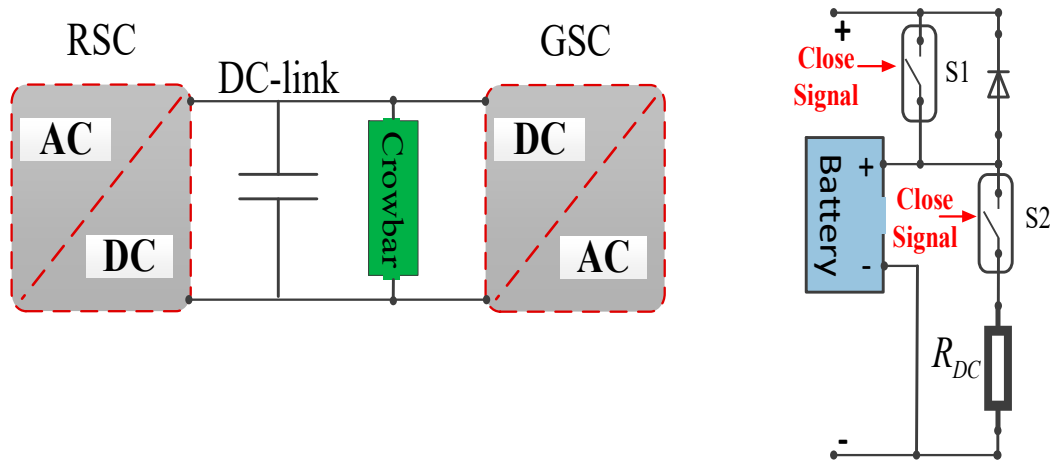 RSC
GSC
DC-link
AC
DC
Crowbar
DC
AC
+
Close
Signal
S1
Battery
+
-
Close
Signal
S2
R_DC
-